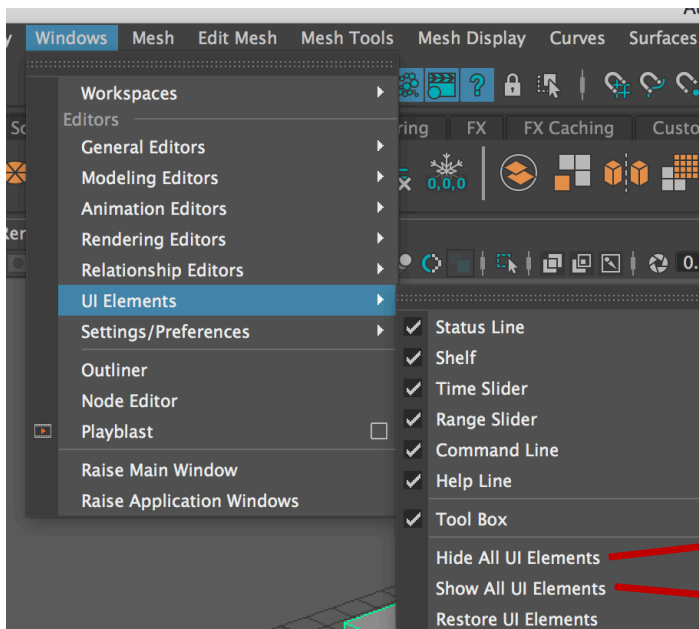 Windows Mesh Edit Mesh Mesh Tools Mesh Display Curves Surfaces
Workspaces
Editors
ring FX FX Caching Custo
General Editors
Modeling Editors
0,0,0
Animation Editors
Rendering Editors
Relationship Editors
0.
UI Elements
Settings/Preferences
Outliner
Node Editor
Playblast
Raise Main Window
Raise Application Windows
Status Line
Shelf
Time Slider
Range Slider
Command Line
Help Line
Tool Box
Hide All UI Elements
Show All UI Elements
Restore UI Elements